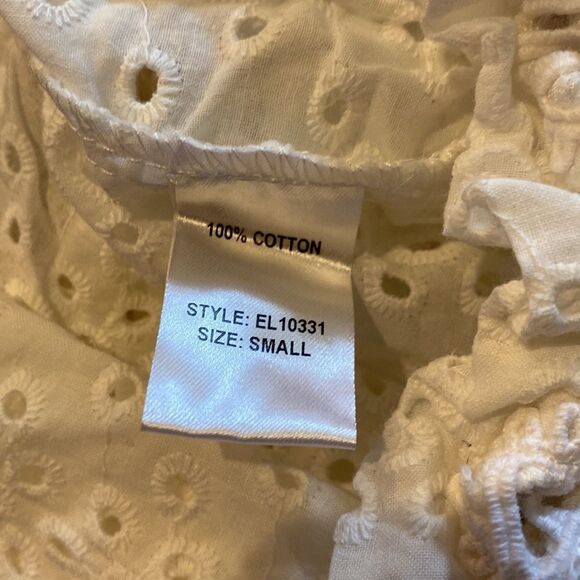 100% COTTON
STYLE: EL10331
SIZE: SMALL